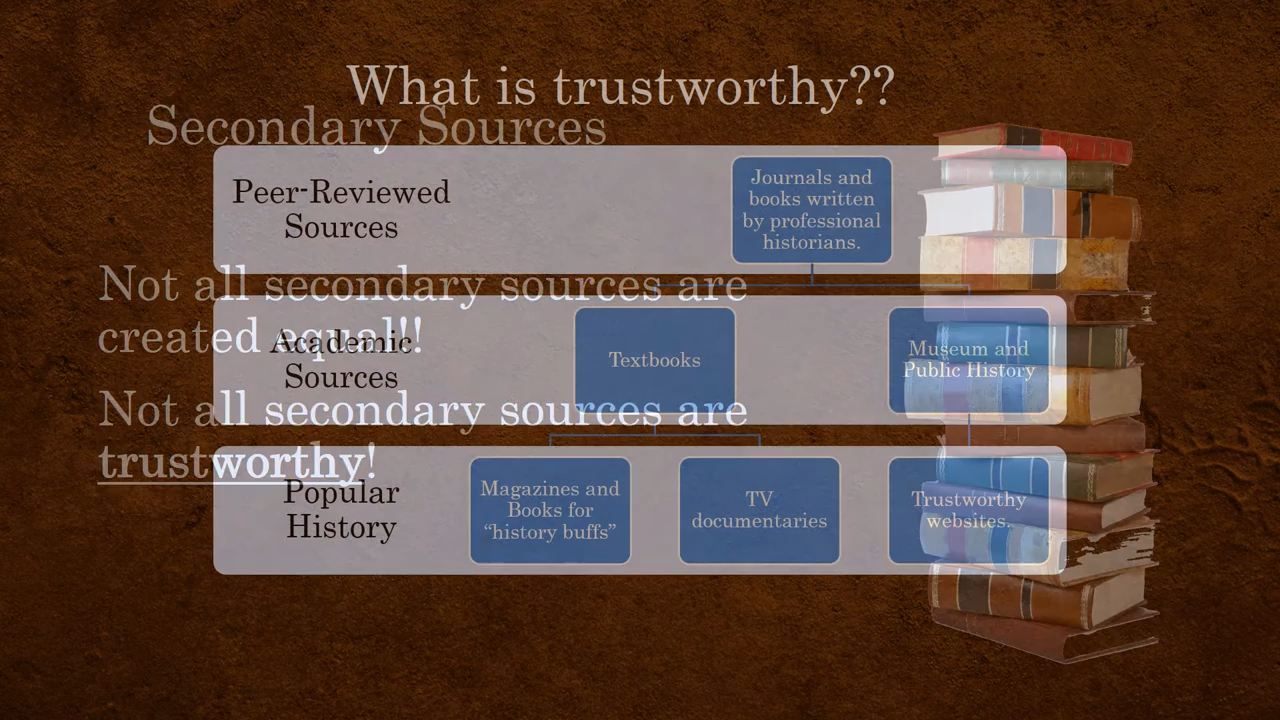 What is trustworthy??
Secondary Sources
Peer-Reviewed
Sources
Journals and
books written
by professional
historians.
Not all secondary sources are
created equal!!
Not all secondary sources are
trustworthy!
Academic
Sources
Textbooks
Museum and
Public History
Popular
History
Magazines and
Books for
“history buffs”
TV
documentaries
Trustworthy
websites.